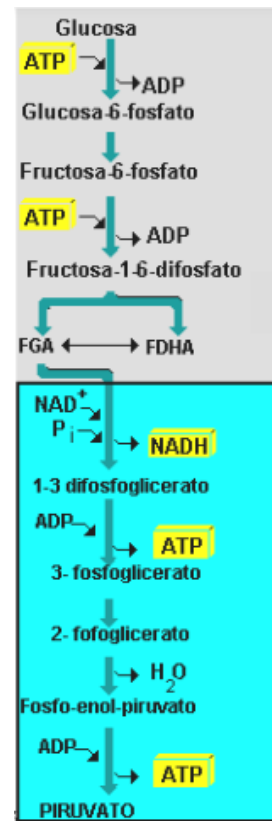 Glucosa
ATP
ADP
Glucosa-6-fosfato
Fructosa-6-fosfato
ATP
ADP
Fructosa-1-6-difosfato
FGA FDHA
NAD+
Pi
NADH
1-3 difosfoglicerato
ADP
ATP
3- fosfoglicerato
2- fofoglicerato
H2O
Fosfo-enol-piruvato
ADP
ATP
PIRUVATO